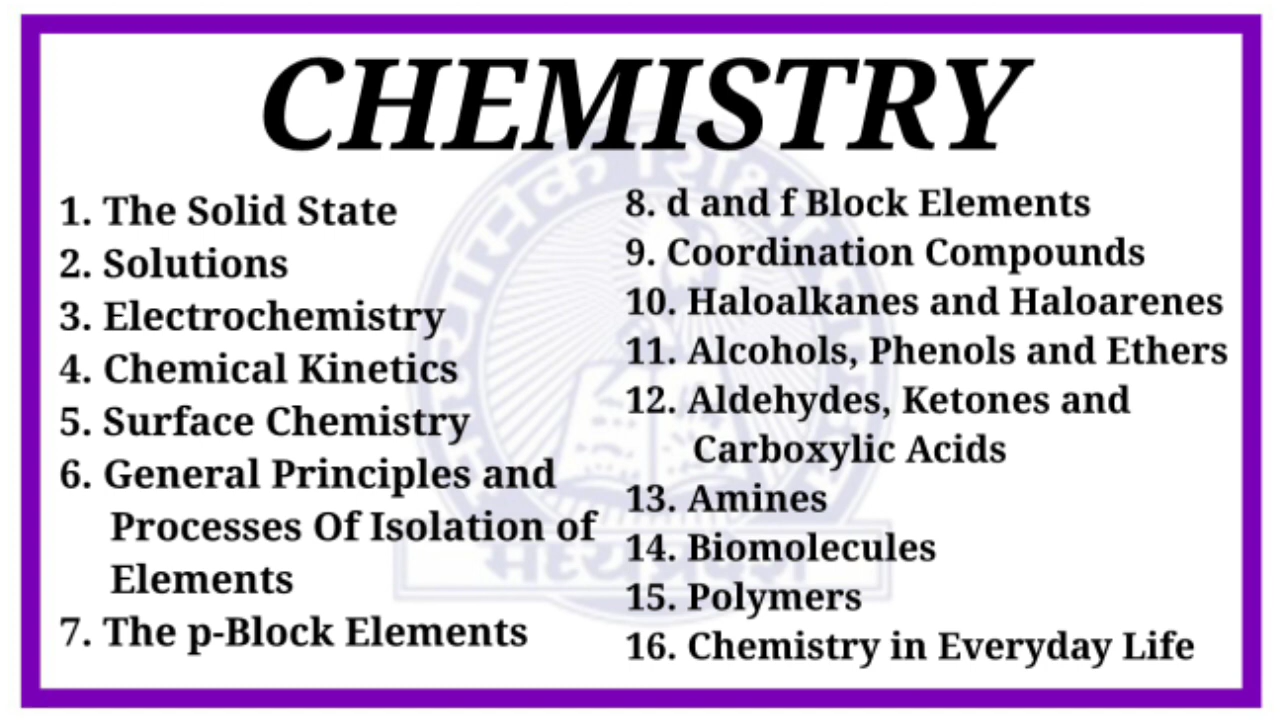 CHEMISTRY
1. The Solid State
2. Solutions
3. Electrochemistry
4. Chemical Kinetics
5. Surface Chemistry
6. General Principles and
Processes Of Isolation of
Elements
7. The p-Block Elements
8. d and f Block Elements
9. Coordination Compounds
10. Haloalkanes and Haloarenes
11. Alcohols, Phenols and Ethers
12. Aldehydes, Ketones and
Carboxylic Acids
13. Amines
14. Biomolecules
15. Polymers
16. Chemistry in Everyday Life
मध्यप्रदेश